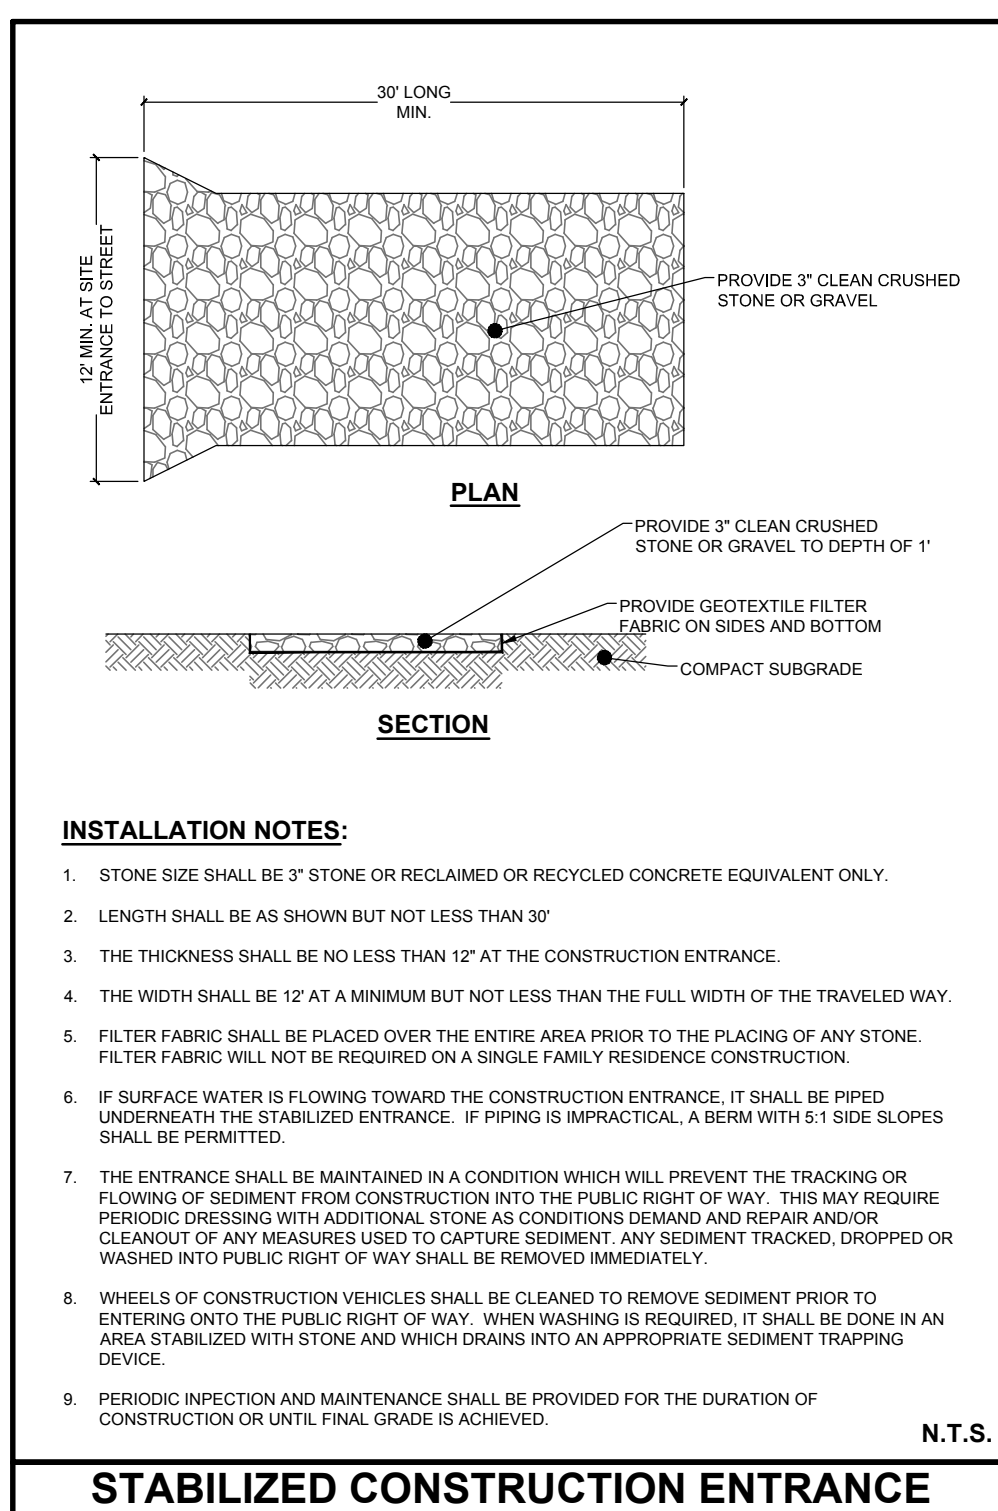 30' LONG
MIN.
12' MIN. AT SITE
ENTRANCE TO STREET
PROVIDE 3" CLEAN CRUSHED
STONE OR GRAVEL
PLAN
PROVIDE 3" CLEAN CRUSHED
STONE OR GRAVEL TO DEPTH OF 1'
PROVIDE GEOTEXTILE FILTER
FABRIC ON SIDES AND BOTTOM
COMPACT SUBGRADE
SECTION
INSTALLATION NOTES:
1. STONE SIZE SHALL BE 3" STONE OR RECLAIMED OR RECYCLED CONCRETE EQUIVALENT ONLY.
2. LENGTH SHALL BE AS SHOWN BUT NOT LESS THAN 30'
3. THE THICKNESS SHALL BE NO LESS THAN 12" AT THE CONSTRUCTION ENTRANCE.
4. THE WIDTH SHALL BE 12' AT A MINIMUM BUT NOT LESS THAN THE FULL WIDTH OF THE TRAVELED WAY.
5. FILTER FABRIC SHALL BE PLACED OVER THE ENTIRE AREA PRIOR TO THE PLACING OF ANY STONE.
FILTER FABRIC WILL NOT BE REQUIRED ON A SINGLE FAMILY RESIDENCE CONSTRUCTION.
6. IF SURFACE WATER IS FLOWING TOWARD THE CONSTRUCTION ENTRANCE, IT SHALL BE PIPED
UNDERNEATH THE STABILIZED ENTRANCE. IF PIPING IS IMPRACTICAL, A BERM WITH 5:1 SIDE SLOPES
SHALL BE PERMITTED.
7. THE ENTRANCE SHALL BE MAINTAINED IN A CONDITION WHICH WILL PREVENT THE TRACKING OR
FLOWING OF SEDIMENT FROM CONSTRUCTION INTO THE PUBLIC RIGHT OF WAY. THIS MAY REQUIRE
PERIODIC DRESSING WITH ADDITIONAL STONE AS CONDITIONS DEMAND AND REPAIR AND/OR
CLEANOUT OF ANY MEASURES USED TO CAPTURE SEDIMENT. ANY SEDIMENT TRACKED, DROPPED OR
WASHED INTO PUBLIC RIGHT OF WAY SHALL BE REMOVED IMMEDIATELY.
8. WHEELS OF CONSTRUCTION VEHICLES SHALL BE CLEANED TO REMOVE SEDIMENT PRIOR TO
ENTERING ONTO THE PUBLIC RIGHT OF WAY. WHEN WASHING IS REQUIRED, IT SHALL BE DONE IN AN
AREA STABILIZED WITH STONE AND WHICH DRAINS INTO AN APPROPRIATE SEDIMENT TRAPPING
DEVICE.
9. PERIODIC INPECTION AND MAINTENANCE SHALL BE PROVIDED FOR THE DURATION OF
CONSTRUCTION OR UNTIL FINAL GRADE IS ACHIEVED.
N.T.S.
STABILIZED CONSTRUCTION ENTRANCE